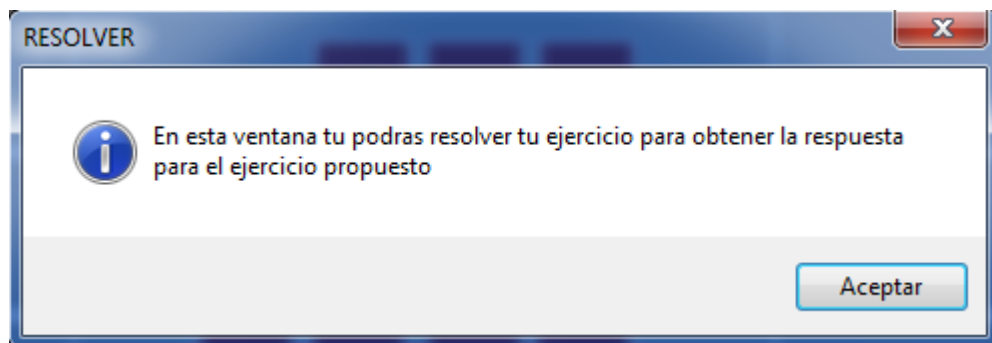 RESOLVER
En esta ventana tu podras resolver tu ejercicio para obtener la respuesta
para el ejercicio propuesto
Aceptar